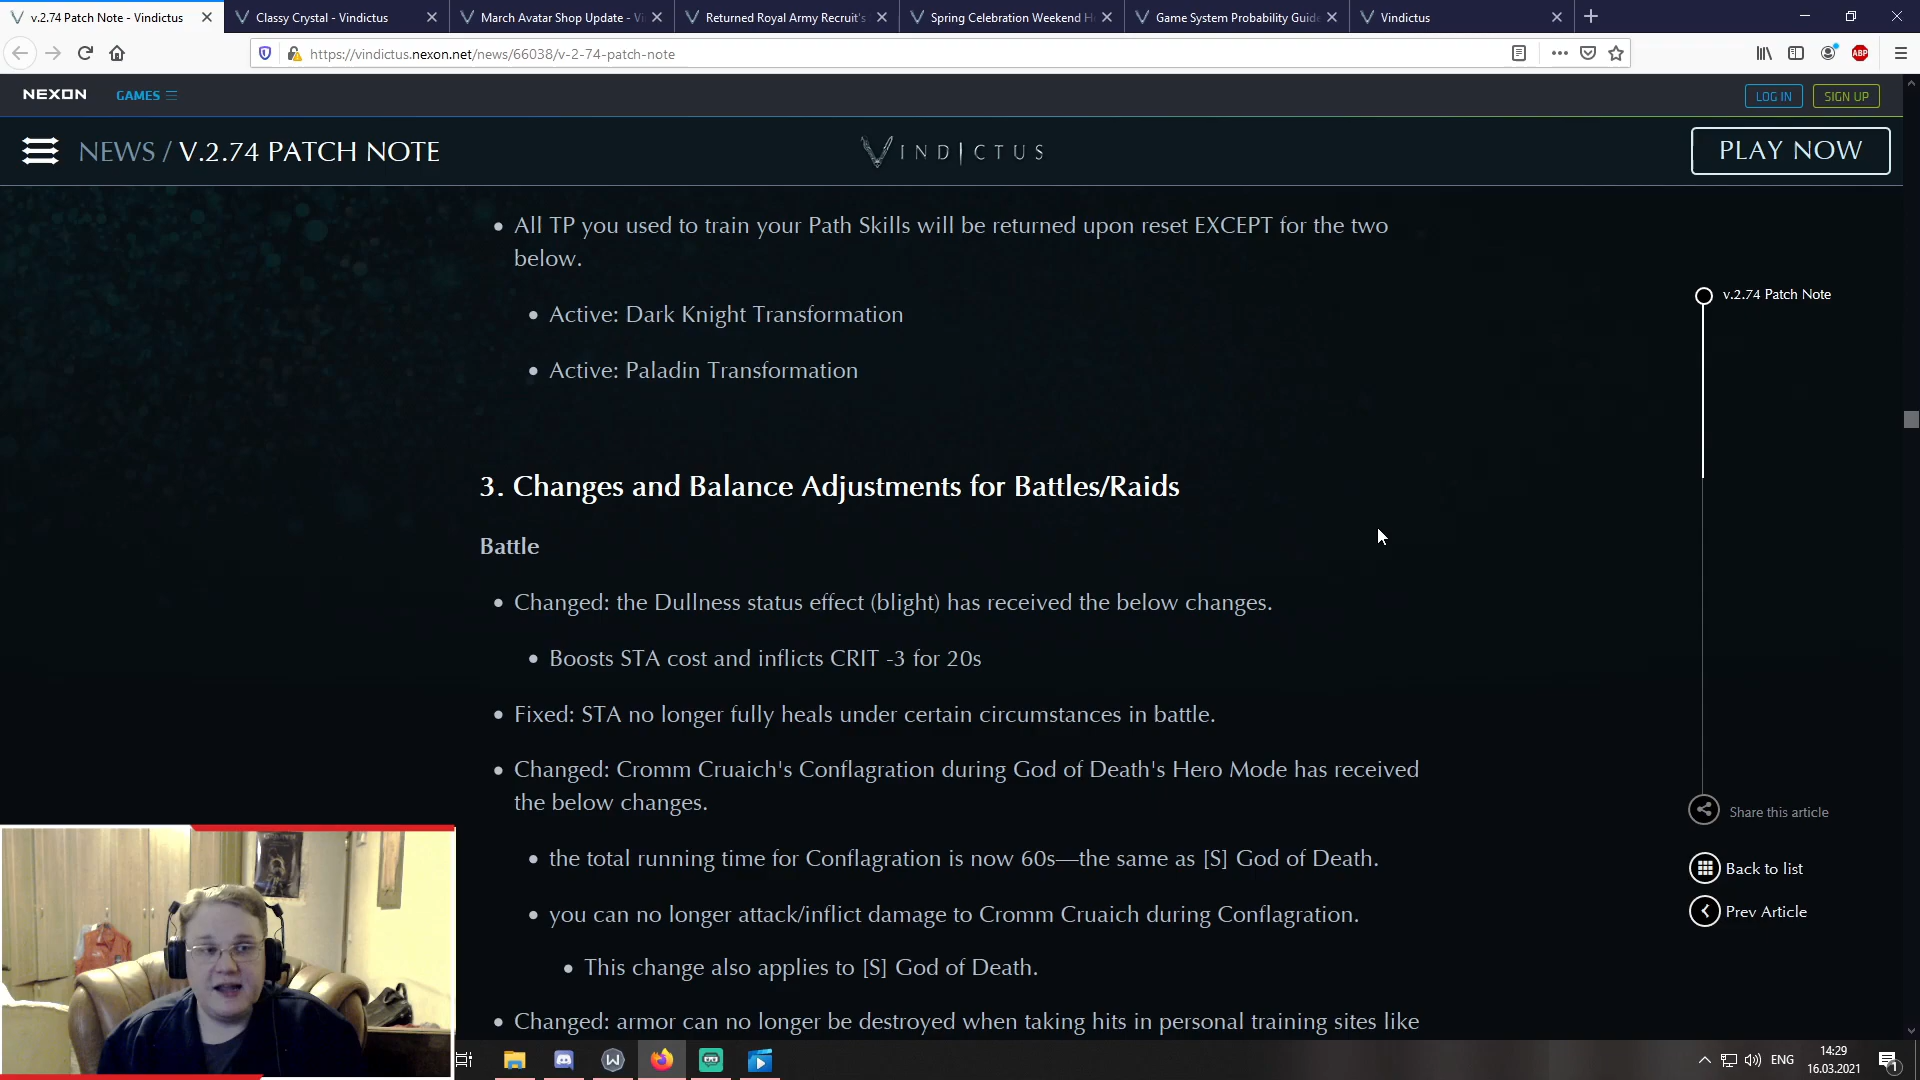 v.2.74 Patch Note - Vindictus
Classy Crystal - Vindictus
March Avatar Shop Update - Vi
Returned Royal Army Recruit's
Spring Celebration Weekend H
Game System Probability Guide
Vindictus
https://vindictus.nexon.net/news/66038/v-2-74-patch-note
ABP
NEXON
GAMES
LOG IN
SIGN UP
NEWS / V.2.74 PATCH NOTE
VINDICTUS
PLAY NOW
All TP you used to train your Path Skills will be returned upon reset EXCEPT for the two
below.
Active: Dark Knight Transformation
Active: Paladin Transformation
v.2.74 Patch Note
3. Changes and Balance Adjustments for Battles/Raids
Battle
Changed: the Dullness status effect (blight) has received the below changes.
Boosts STA cost and inflicts CRIT -3 for 20s
Fixed: STA no longer fully heals under certain circumstances in battle.
Changed: Cromm Cruaich's Conflagration during God of Death's Hero Mode has received
the below changes.
the total running time for Conflagration is now 60s—the same as [S] God of Death.
you can no longer attack/inflict damage to Cromm Cruaich during Conflagration.
This change also applies to [S] God of Death.
Changed: armor can no longer be destroyed when taking hits in personal training sites like
Share this article
Back to list
Prev Article
ENG
14:29
16.03.2021
1